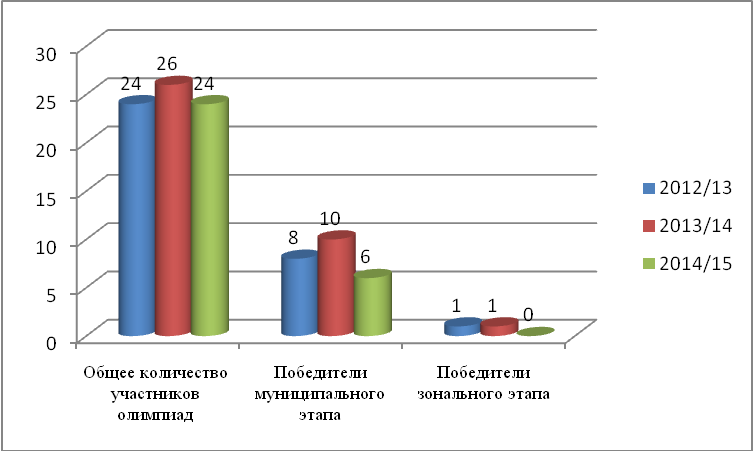 30
25
20
15
10
5
0
24
26
24
8
10
6
1
1
0
Общее количество
участников
олимпиад
Победители
муниципального
этапа
Победители
зонального этапа
2012/13
2013/14
2014/15